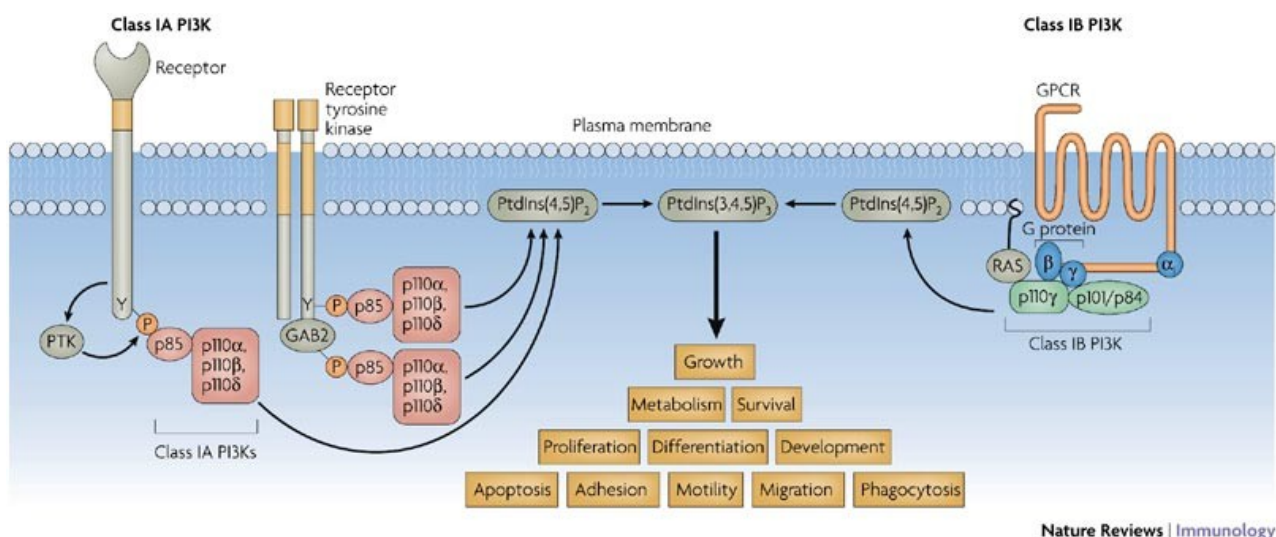 Class IA PI3K
Class IB PI3K
Receptor
Receptor
tyrosine
kinase
Plasma membrane
GPCR
PtdIns(4,5)P₂
PtdIns(3,4,5)P₃
PtdIns(4,5)P₂
G protein
RAS
β
γ
α
p110γ
p101/p84
Class IB PI3K
Y
P
PTK
p85
p110α,
p110β,
p110δ
Class IA PI3Ks
Y
P
p85
p110α,
p110β,
p110δ
GAB2
P
p85
p110α,
p110β,
p110δ
Growth
Metabolism
Survival
Proliferation
Differentiation
Development
Apoptosis
Adhesion
Motility
Migration
Phagocytosis
Nature Reviews | Immunology